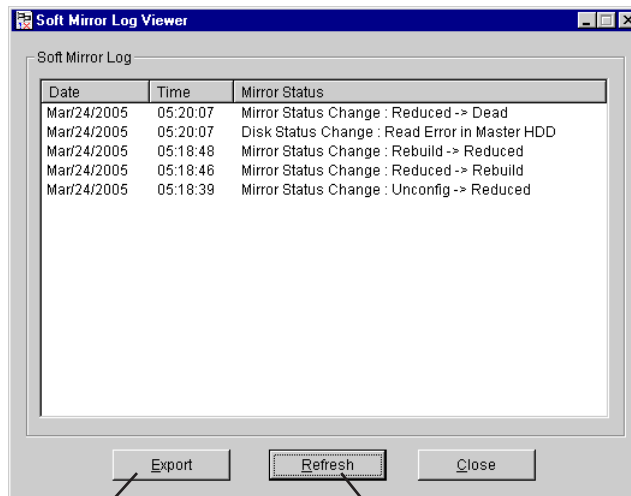 Soft Mirror Log Viewer
Soft Mirror Log
Date Time Mirror Status
Mar/24/2005 05:20:07 Mirror Status Change : Reduced -> Dead
Mar/24/2005 05:20:07 Disk Status Change : Read Error in Master HDD
Mar/24/2005 05:18:48 Mirror Status Change : Rebuild -> Reduced
Mar/24/2005 05:18:46 Mirror Status Change : Reduced -> Rebuild
Mar/24/2005 05:18:39 Mirror Status Change : Unconfig -> Reduced
Export Refresh Close